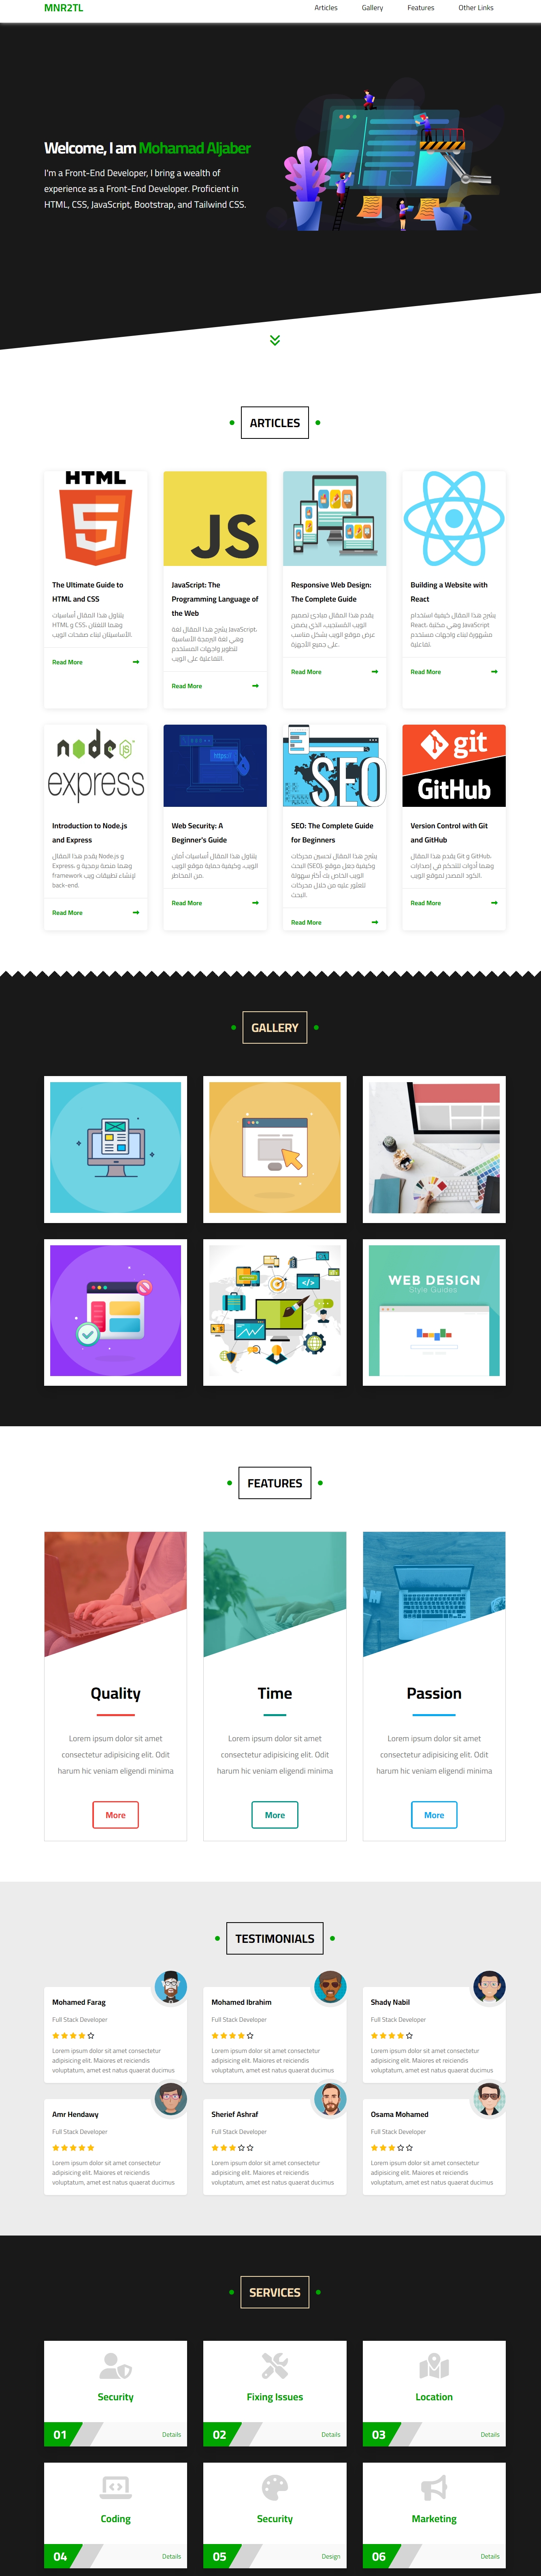 MNR2TL
Articles
Gallery
Features
Other Links
Welcome, I am Mohamad Aljaber
I'm a Front-End Developer, I bring a wealth of
experience as a Front-End Developer. Proficient in
HTML, CSS, JavaScript, Bootstrap, and Tailwind CSS.
ARTICLES
HTML
5
JS
The Ultimate Guide to
HTML and CSS
يتناول هذا المقال أساسيات
HTML و CSS، وهما اللغتان
الأساسيتان لبناء صفحات الويب.
Read More
JavaScript: The
Programming Language of
the Web
يشرح هذا المقال لغة JavaScript،
وهي لغة البرمجة الأساسية
لتطوير واجهات المستخدم
التفاعلية على الويب.
Read More
Responsive Web Design:
The Complete Guide
يقدم هذا المقال مبادئ تصميم
الويب المُستجيب، الذي يضمن
عرض موقع الويب بشكل مناسب
على جميع الأجهزة.
Read More
Building a Website with
React
يشرح هذا المقال كيفية استخدام
React، وهي مكتبة JavaScript
مشهورة لبناء واجهات مستخدم
تفاعلية.
Read More
node
JS
express
https://
SEO
git
GitHub
Introduction to Node.js
and Express
يقدم هذا المقال Node.js و
Express، وهما منصة برمجية و
framework لإنشاء تطبيقات ويب
back-end.
Read More
Web Security: A
Beginner's Guide
يتناول هذا المقال أساسيات أمان
الويب، وكيفية حماية موقع الويب
من المخاطر.
Read More
SEO: The Complete Guide
for Beginners
يشرح هذا المقال تحسين محركات
البحث (SEO)، وكيفية جعل موقع
الويب الخاص بك أكثر سهولة
للعثور عليه من خلال محركات
البحث.
Read More
Version Control with Git
and GitHub
يقدم هذا المقال Git و GitHub،
وهما أدوات للتحكم في إصدارات
الكود المصدر لموقع الويب.
Read More
GALLERY
WEB DESIGN
Style Guides
FEATURES
Quality
Lorem ipsum dolor sit amet
consectetur adipisicing elit. Odit
harum hic veniam eligendi minima
More
Time
Lorem ipsum dolor sit amet
consectetur adipisicing elit. Odit
harum hic veniam eligendi minima
More
Passion
Lorem ipsum dolor sit amet
consectetur adipisicing elit. Odit
harum hic veniam eligendi minima
More
TESTIMONIALS
Mohamed Farag
Full Stack Developer
Lorem ipsum dolor sit amet consectetur
adipisicing elit. Maiores et reiciendis
voluptatum, amet est natus quaerat ducimus
Mohamed Ibrahim
Full Stack Developer
Lorem ipsum dolor sit amet consectetur
adipisicing elit. Maiores et reiciendis
voluptatum, amet est natus quaerat ducimus
Shady Nabil
Full Stack Developer
Lorem ipsum dolor sit amet consectetur
adipisicing elit. Maiores et reiciendis
voluptatum, amet est natus quaerat ducimus
Amr Hendawy
Full Stack Developer
Lorem ipsum dolor sit amet consectetur
adipisicing elit. Maiores et reiciendis
voluptatum, amet est natus quaerat ducimus
Sherief Ashraf
Full Stack Developer
Lorem ipsum dolor sit amet consectetur
adipisicing elit. Maiores et reiciendis
voluptatum, amet est natus quaerat ducimus
Osama Mohamed
Full Stack Developer
Lorem ipsum dolor sit amet consectetur
adipisicing elit. Maiores et reiciendis
voluptatum, amet est natus quaerat ducimus
SERVICES
Security
01
Details
Fixing Issues
02
Details
Location
03
Details
Coding
04
Details
Security
05
Design
Marketing
06
Details